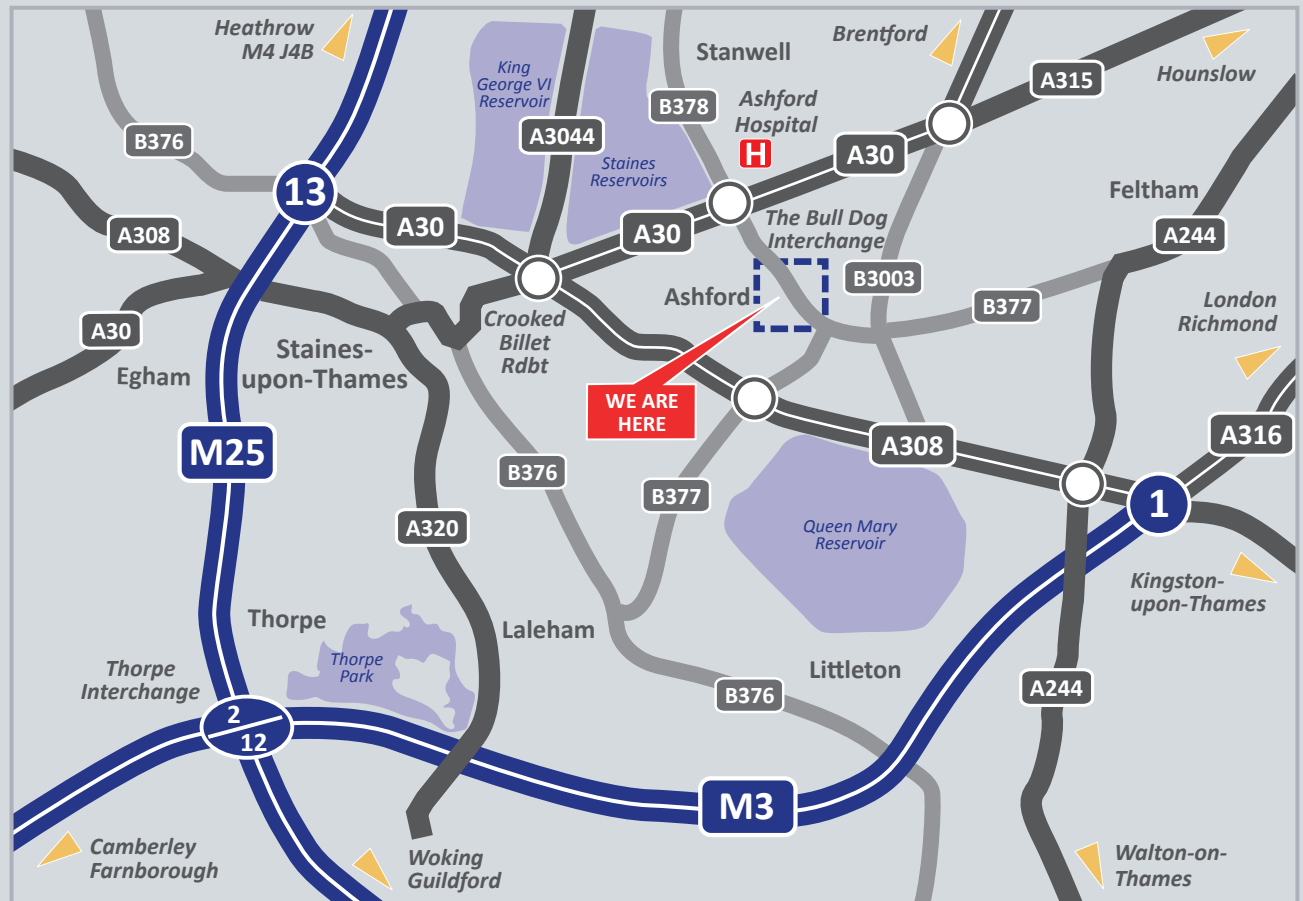 Heathrow
M4 J4B
Stanwell
Brentford
Hounslow
King
George VI
Reservoir
A315
B378
Ashford
Hospital
H
B376
A3044
A30
Staines
Reservoirs
13
Feltham
A30
A30
The Bull Dog
Interchange
A308
A244
B3003
Ashford
B377
London
Richmond
A30
Crooked
Billet
Rdbt
Staines-
upon-Thames
Egham
WE ARE
HERE
A316
M25
A308
B376
B377
1
A320
Queen Mary
Reservoir
Kingston-
upon-Thames
Thorpe
Laleham
Thorpe
Park
Littleton
Thorpe
Interchange
A244
B376
2
12
M3
Camberley
Farnborough
Woking
Guildford
Walton-on-
Thames